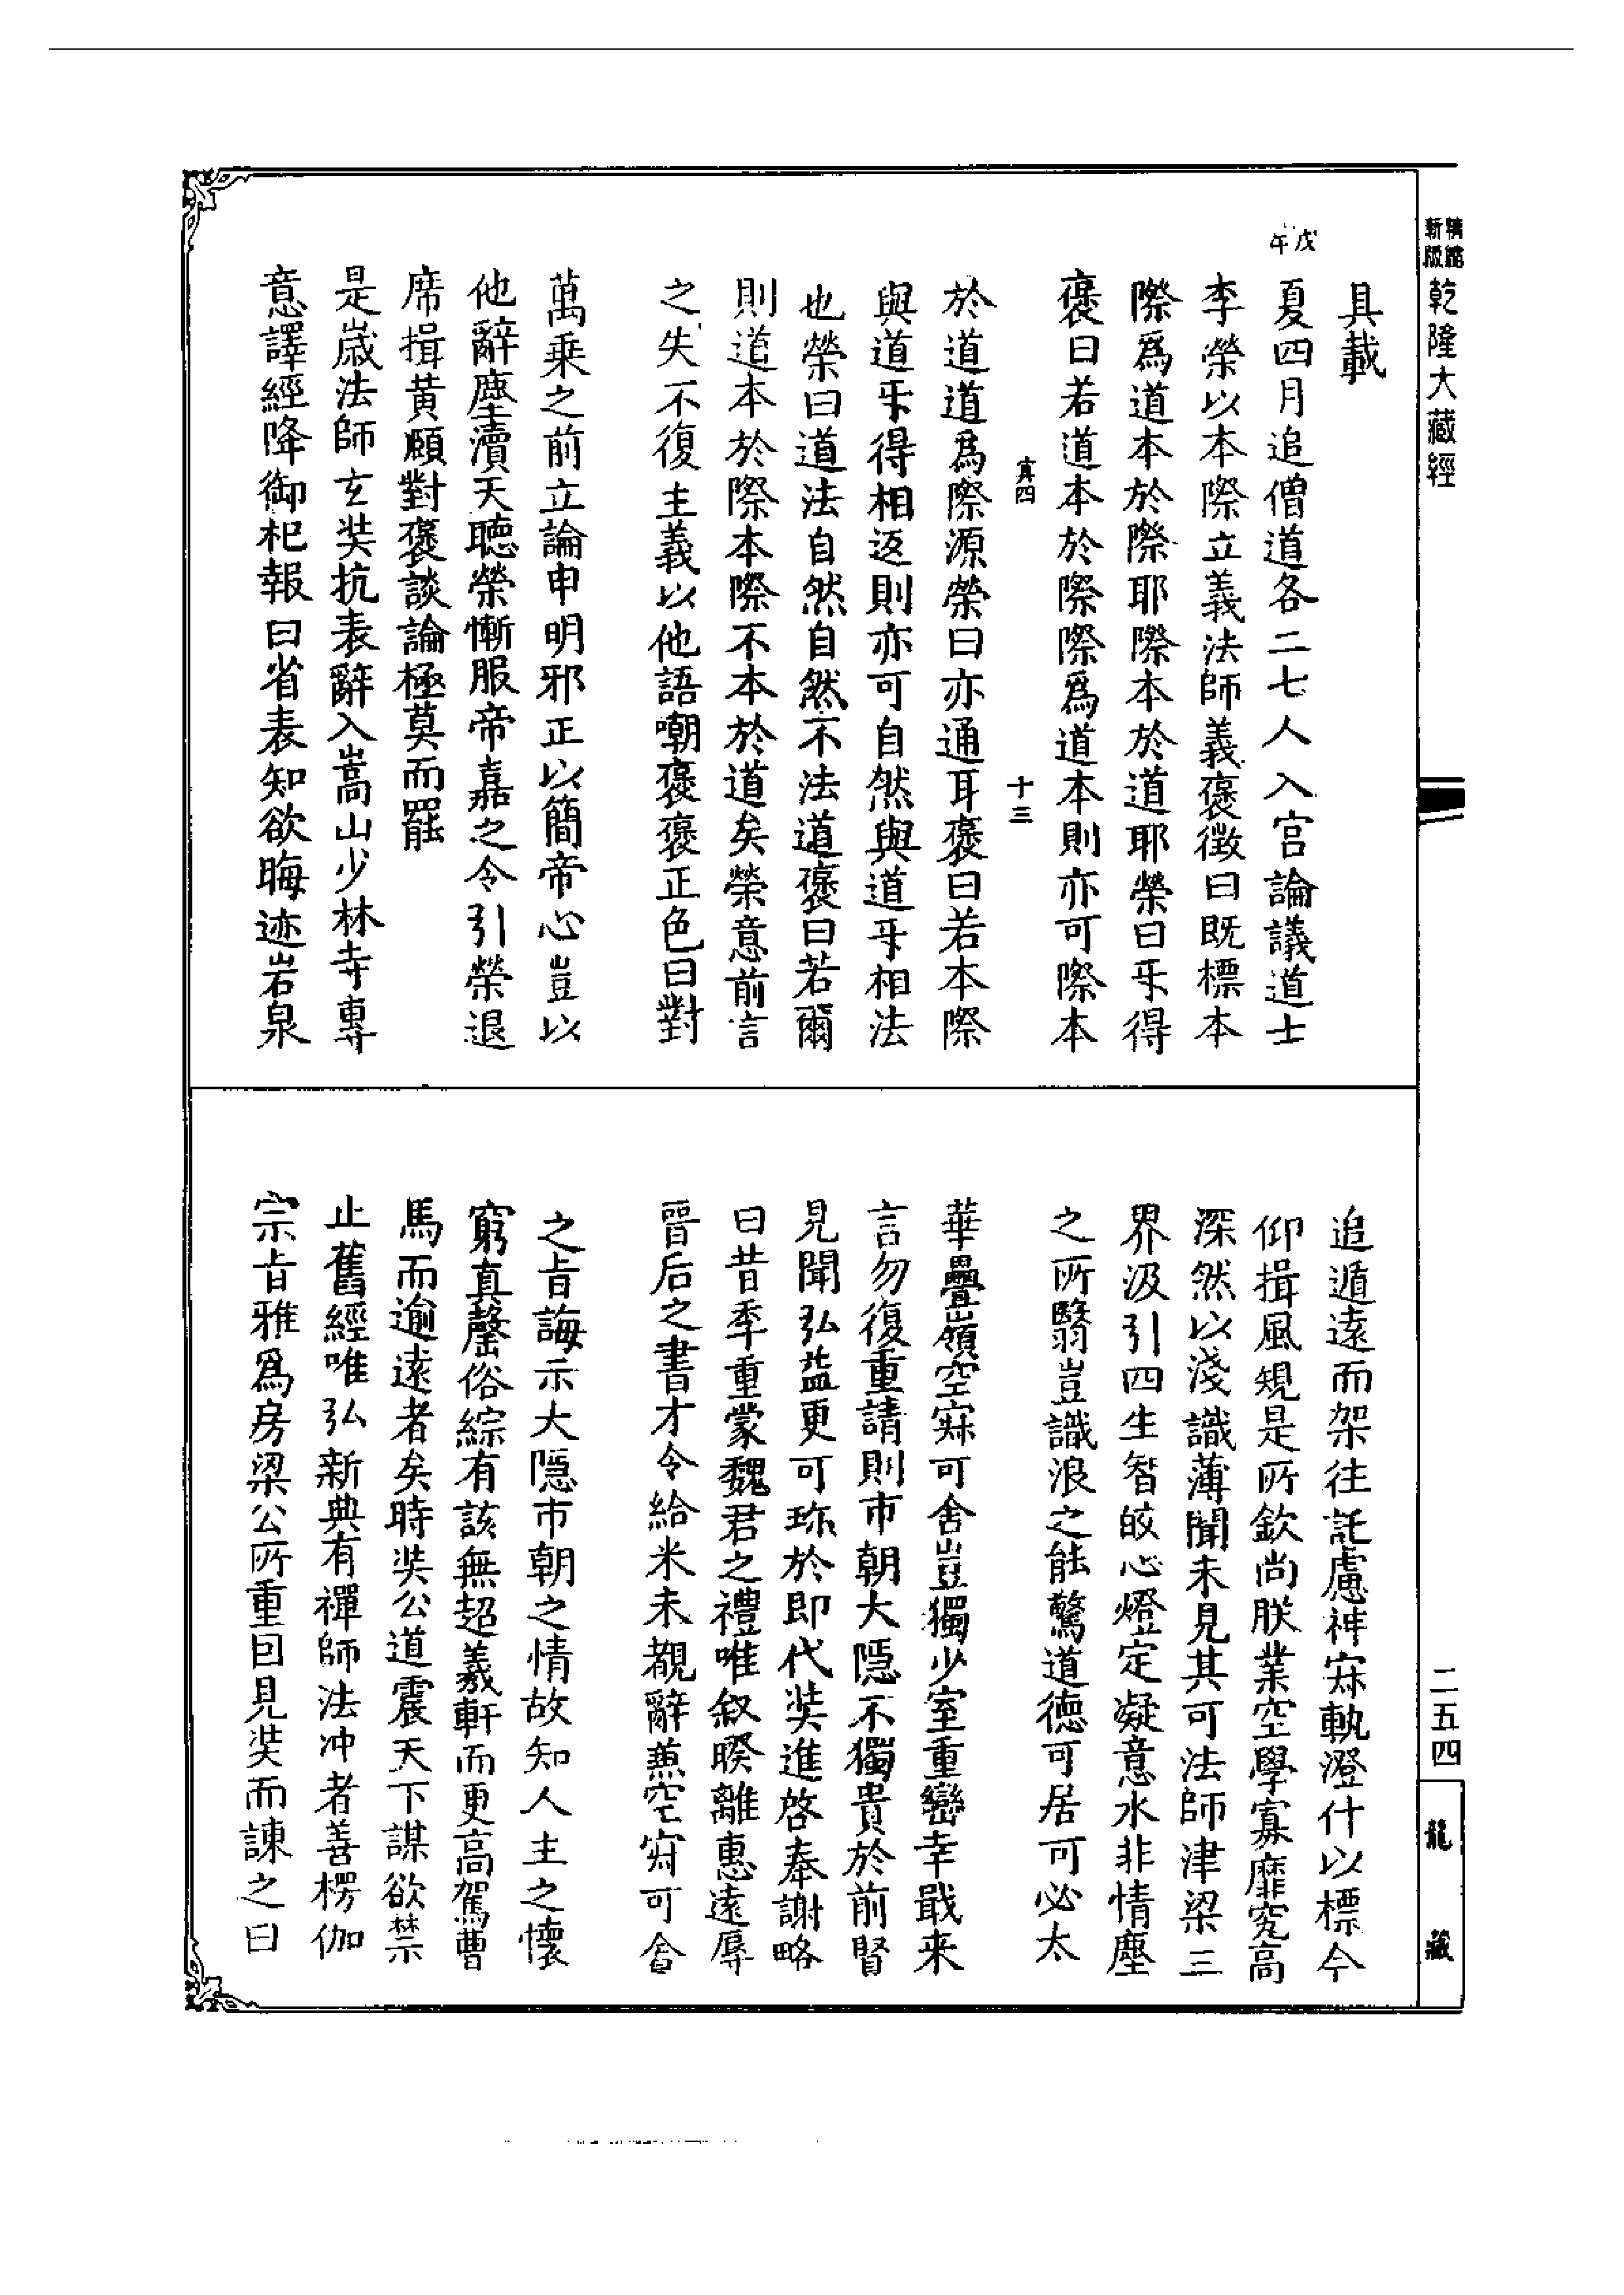 精縮新版
乾隆大藏經
具載
戊午
夏四月追僧道各二七人入宮論議道士
李榮以本際立義法師義褒徵曰既標本
際爲道本於際耶際本於道耶榮曰㸦得
褒曰若道本於際際爲道本則亦可際本
真四
十三
於道道爲際源榮曰亦通耳褒曰若本際
與道㸦得相返則亦可自然與道㸦相法
也榮曰道法自然自然不法道褒曰若爾
則道本於際本際不本於道矣榮意前言
之失不復主義以他語嘲褒褒正色曰對
萬乘之前立論申明邪正以簡帝心豈以
他辭塵瀆天聽榮慚服帝嘉之令引榮退
席揖黃頤對褒談論極莫而罷
是歲法師玄奘抗表辭入嵩山少林寺專
意譯經降御杞報曰省表知欲晦迹岩泉
追遁遠而架往託慮禅㝥軌澄什以標今
仰揖風規是所欽尚朕業空學寡靡究高
深然以淺識薄聞未見其可法師津梁三
界汲引四生智皎心燈定凝意水非情塵
之所翳豈識浪之能驚道德可居可必太
華疊嶺空㝥可舍豈獨少室重巒幸戢来
言勿復重請則市朝大隱不獨貴於前賢
見聞弘益更可珎於即代奘進啓奉謝略
曰昔季重蒙魏君之禮唯叙暌離惠遠辱
晉后之書才令給米未覩辭兼空㝥可舍
之㫖誨示大隱市朝之情故知人主之懷
窮真罄俗綜有該無超羲軒而更高駕曹
馬而逾遠者矣時奘公道震天下謀欲禁
止舊經唯弘新典有禪師法冲者善楞伽
宗㫖雅爲房梁公所重因見奘而諫之曰
二五四
龍藏